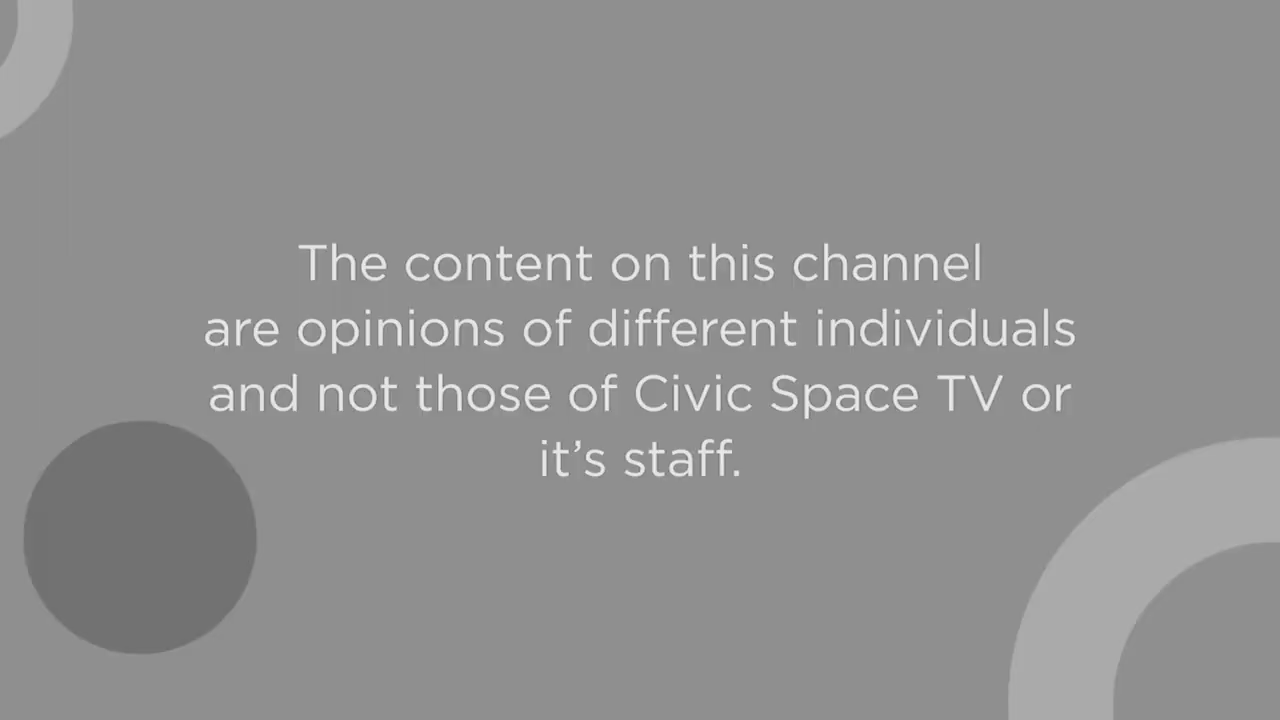 The content on this channel
are opinions of different individuals
and not those of Civic Space TV or
it’s staff.